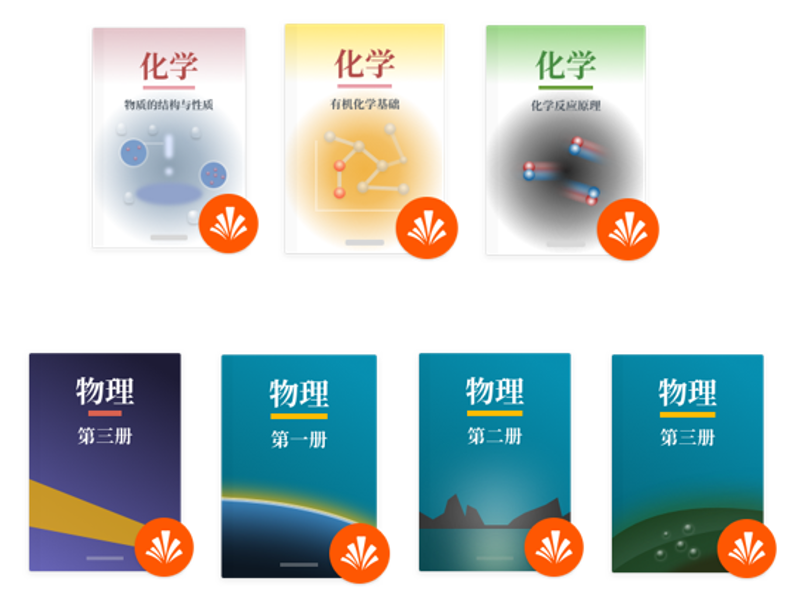 化学
物质的结构与性质
化学
有机化学基础
化学
化学反应原理
物理
第三册
物理
第一册
物理
第二册
物理
第三册